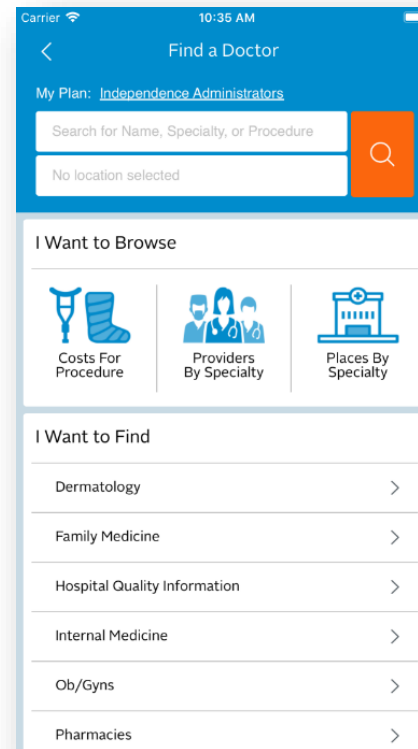 Carrier 10:35 AM
Find a Doctor
My Plan: Independence Administrators
Search for Name, Specialty, or Procedure
No location selected
I Want to Browse
Costs For
Procedure
Providers
By Specialty
Places By
Specialty
I Want to Find
Dermatology
Family Medicine
Hospital Quality Information
Internal Medicine
Ob/Gyns
Pharmacies